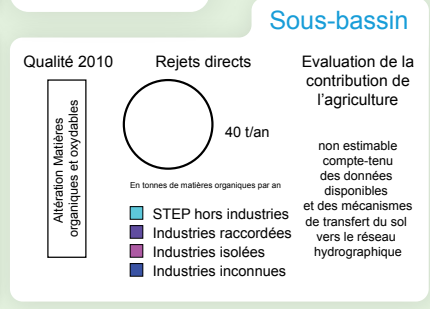 Sous-bassin
Qualité 2010
Altération Matières
organiques et oxydables
Rejets directs
40 t/an
En tonnes de matières organiques par an
STEP hors industries
Industries raccordées
Industries isolées
Industries inconnues
Evaluation de la
contribution de
l'agriculture
non estimable
compte-tenu
des données
disponibles
et des mécanismes
de transfert du sol
vers le réseau
hydrographique